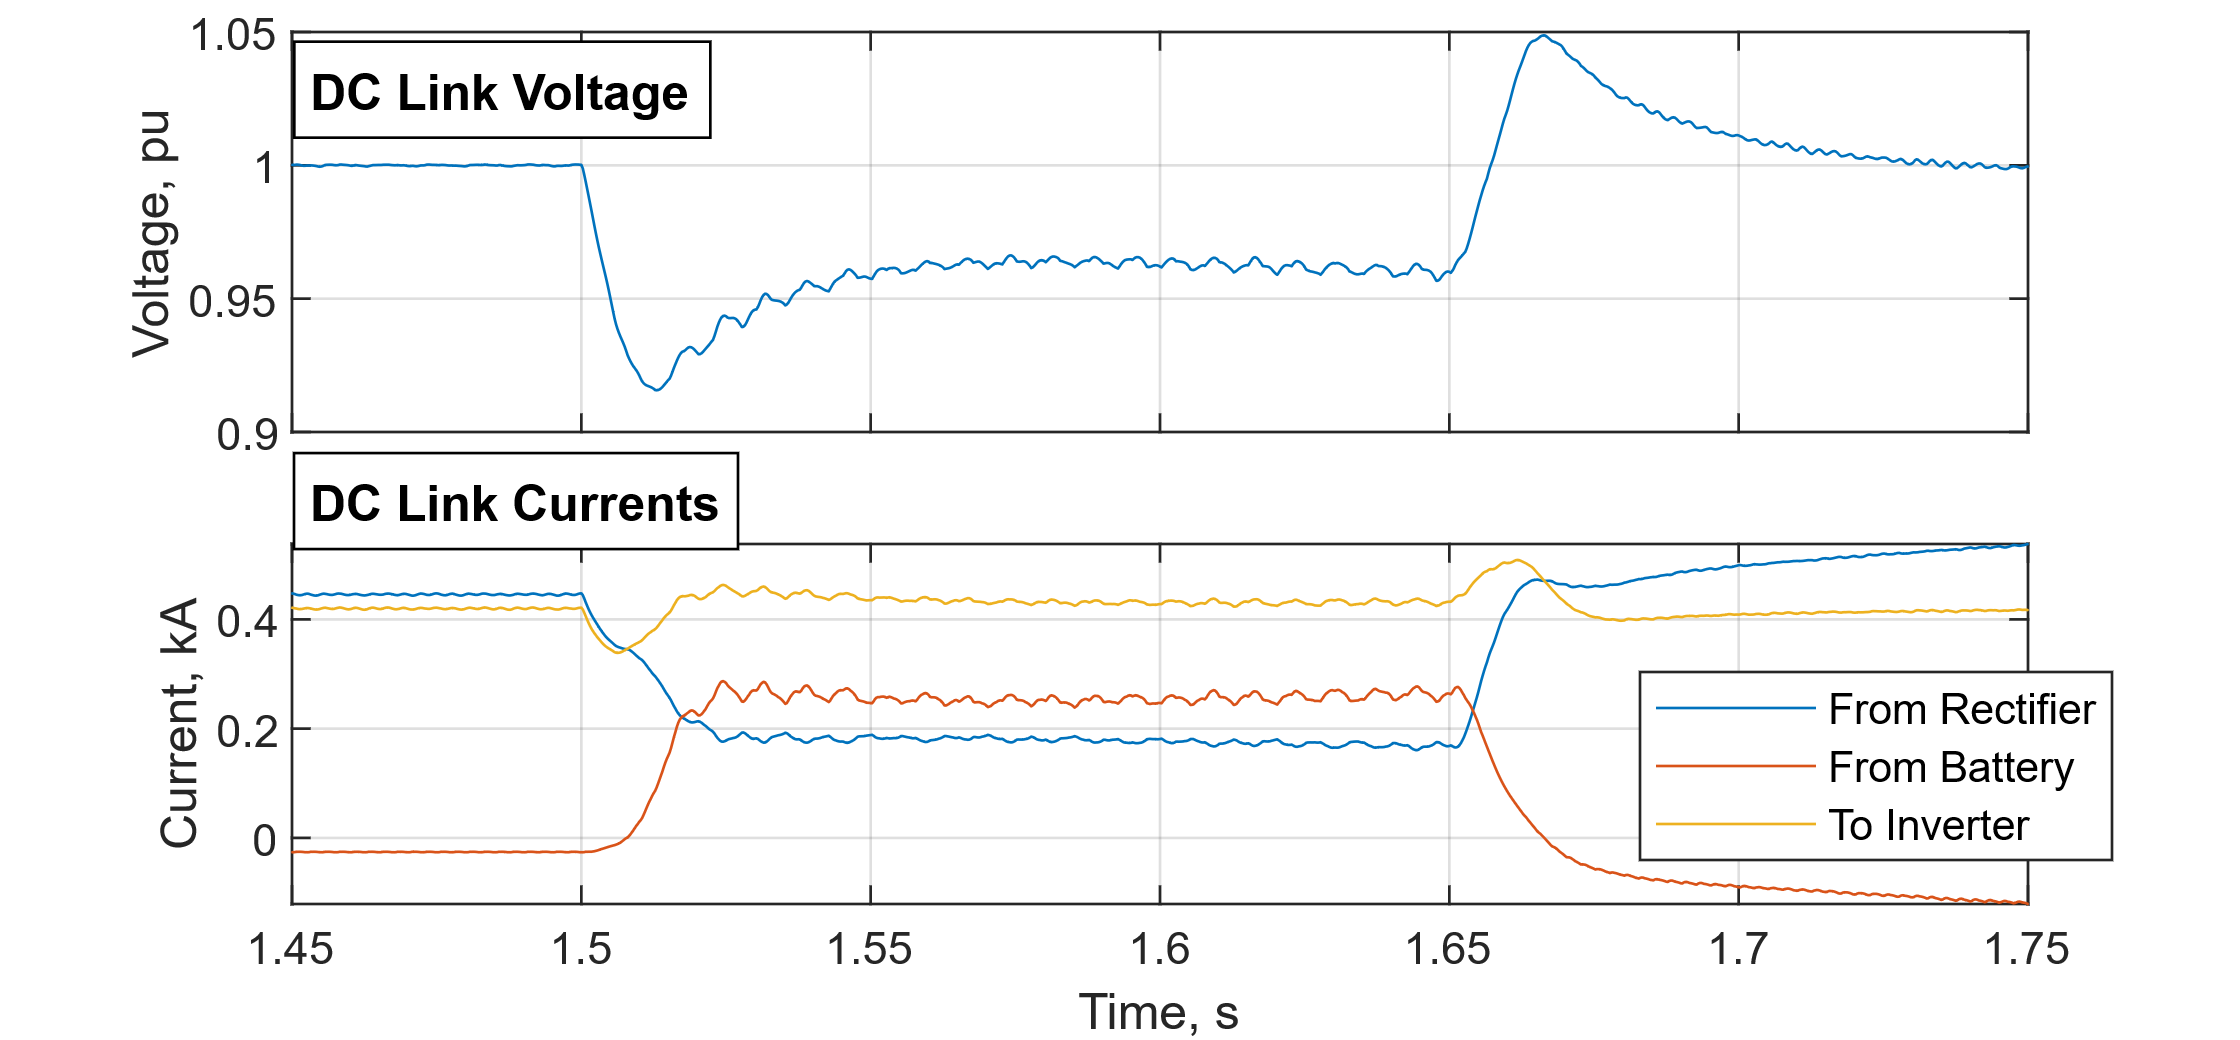 1.05
DC Link Voltage
1
0.95
0.9
Voltage, pu
DC Link Currents
0.4
0.2
0
Current, kA
From Rectifier
From Battery
To Inverter
1.45 1.5 1.55 1.6 1.65 1.7 1.75
Time, s